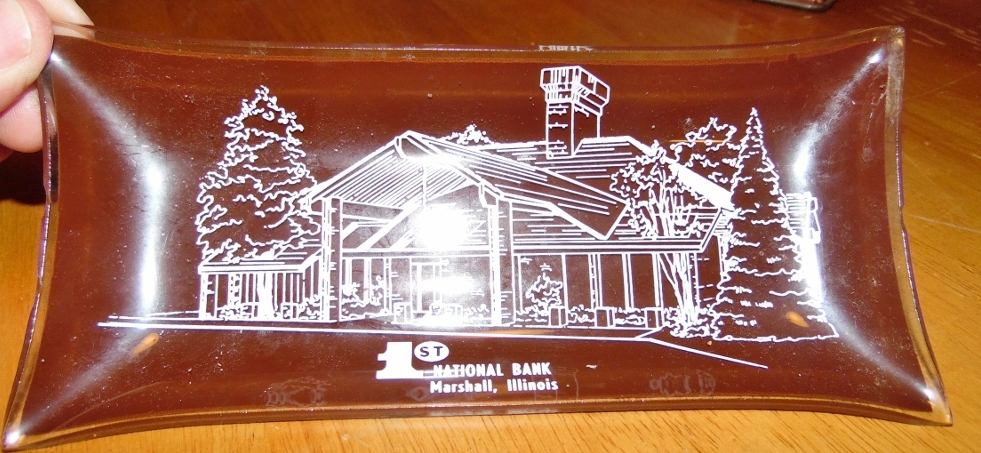 1ST
NATIONAL BANK
Marshall, Illinois